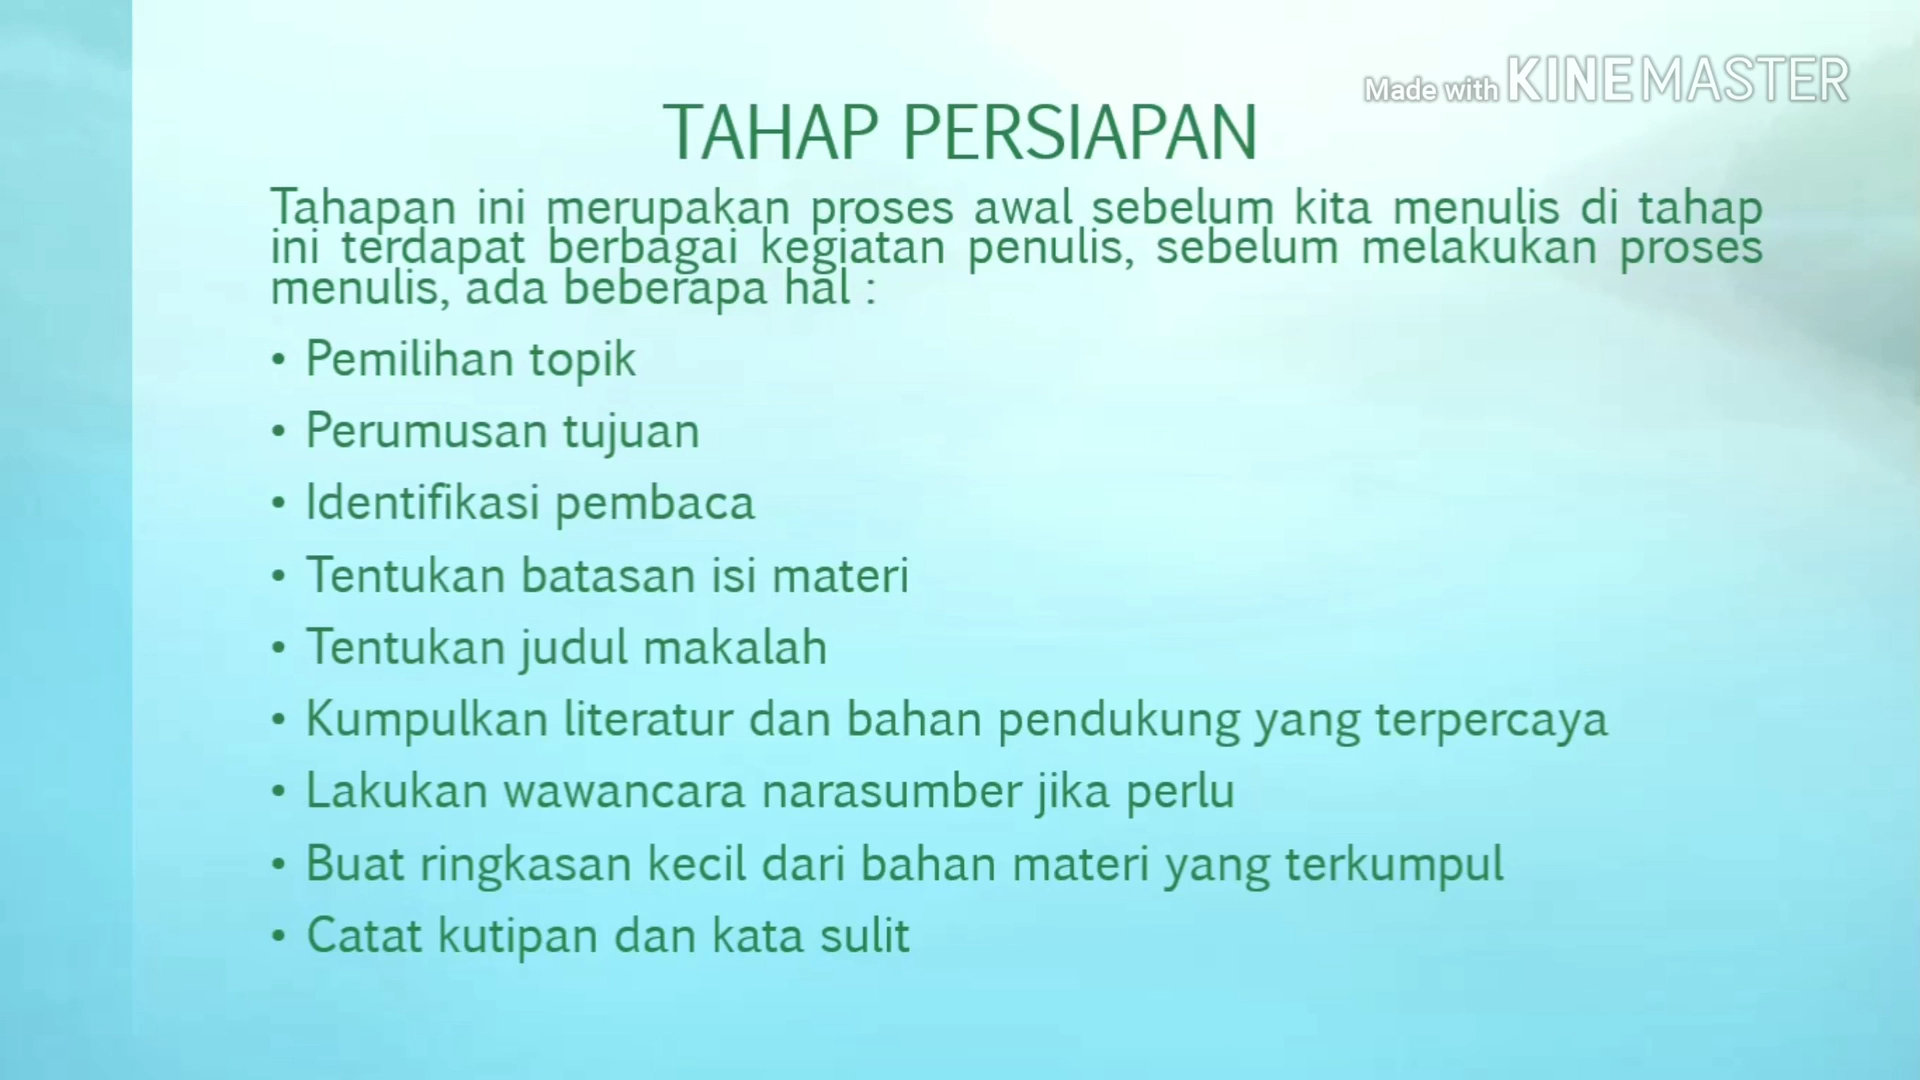 Made with KINEMASTER
TAHAP PERSIAPAN
Tahapan ini merupakan proses awal sebelum kita menulis di tahap
ini terdapat berbagai kegiatan penulis, sebelum melakukan proses
menulis, ada beberapa hal :
• Pemilihan topik
• Perumusan tujuan
• Identifikasi pembaca
• Tentukan batasan isi materi
• Tentukan judul makalah
• Kumpulkan literatur dan bahan pendukung yang terpercaya
• Lakukan wawancara narasumber jika perlu
• Buat ringkasan kecil dari bahan materi yang terkumpul
• Catat kutipan dan kata sulit